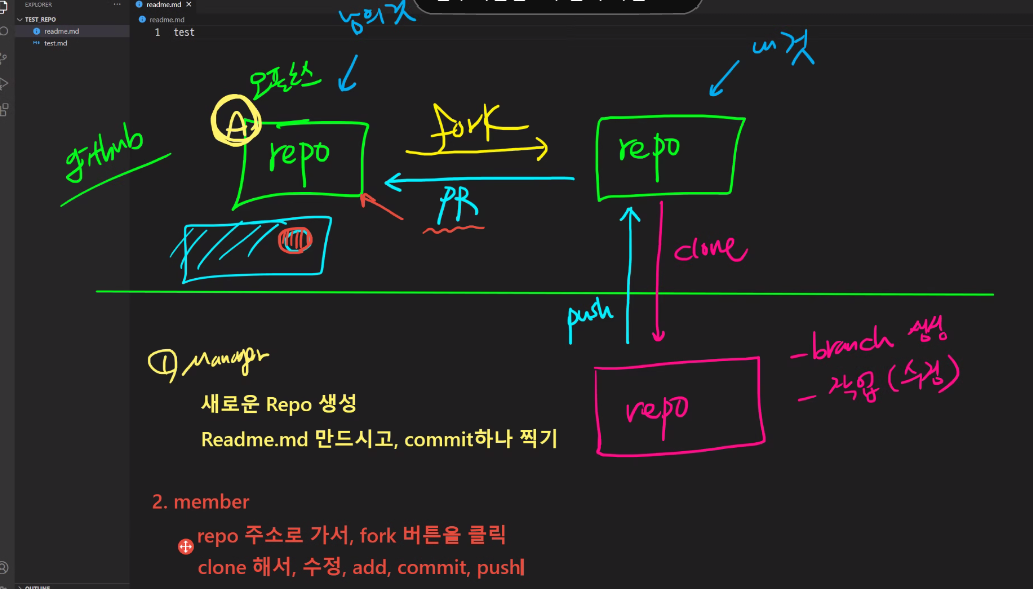 EXPLORER
readme.md
TEST_REPO
readme.md
readme.md
test.md
1 test
남의 것
내 것
오픈소스
A
fork
github
repo
repo
PR
clone
push
① manager
- branch 생성
- 작업 (수정)
새로운 Repo 생성
repo
Readme.md 만드시고, commit하나 찍기
2. member
repo 주소로 가서, fork 버튼을 클릭
clone 해서, 수정, add, commit, push
OUTLINE